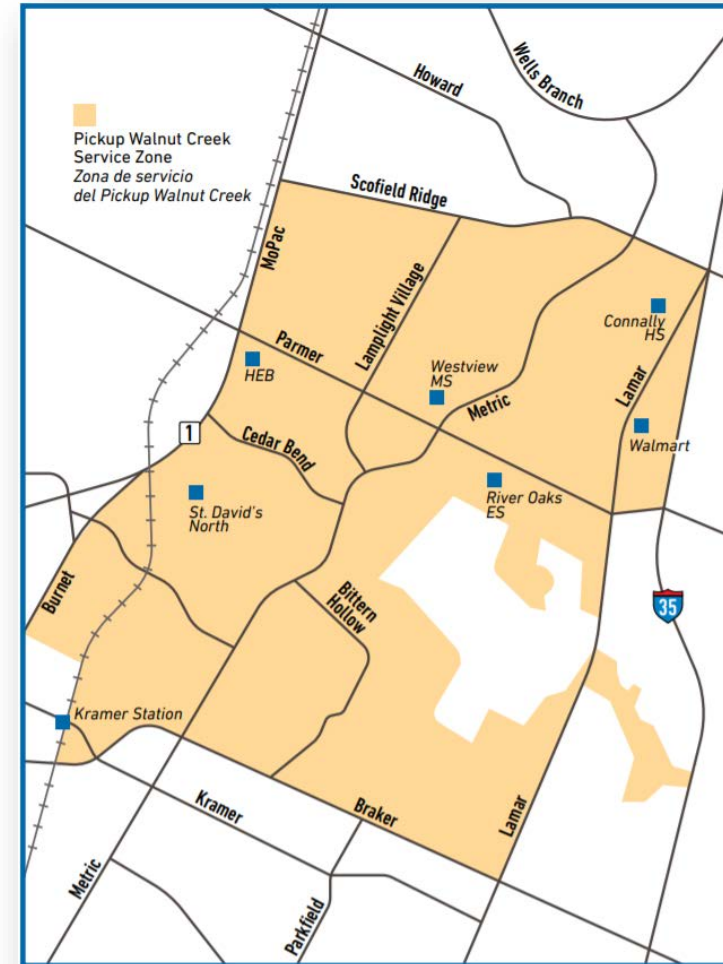 Pickup Walnut Creek
Service Zone
Zona de servicio
del Pickup Walnut Creek
Howard
Wells Branch
Scofield Ridge
MoPac
Lamplight Village
Connally
HS
Parmer
HEB
Westview
MS
Metric
Lamar
Walmart
1
Cedar Bend
St. David's
North
River Oaks
ES
Burnet
Bittern
Hollow
35
Kramer Station
Kramer
Braker
Lamar
Metric
Parkfield